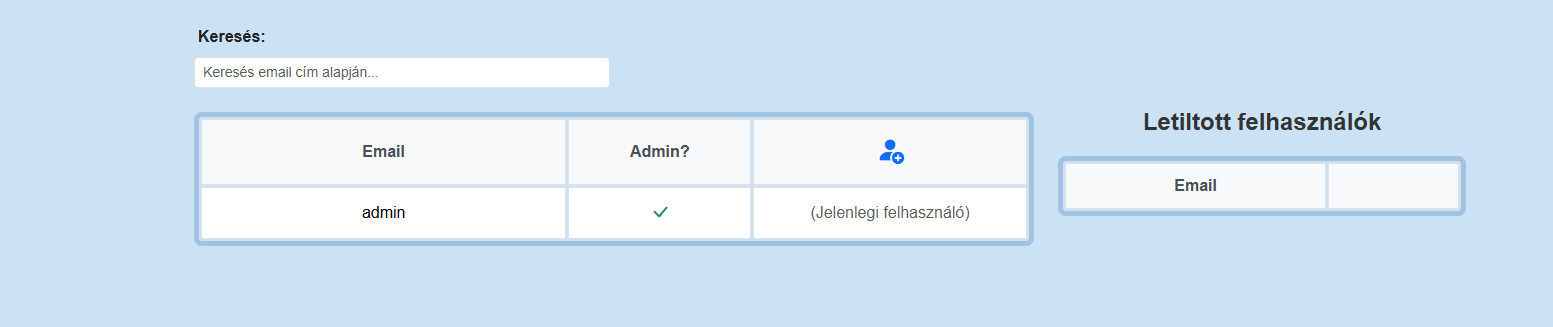 Keresés:
Keresés email cím alapján...
Email Admin?
admin (Jelenlegi felhasználó)
Letiltott felhasználók
Email